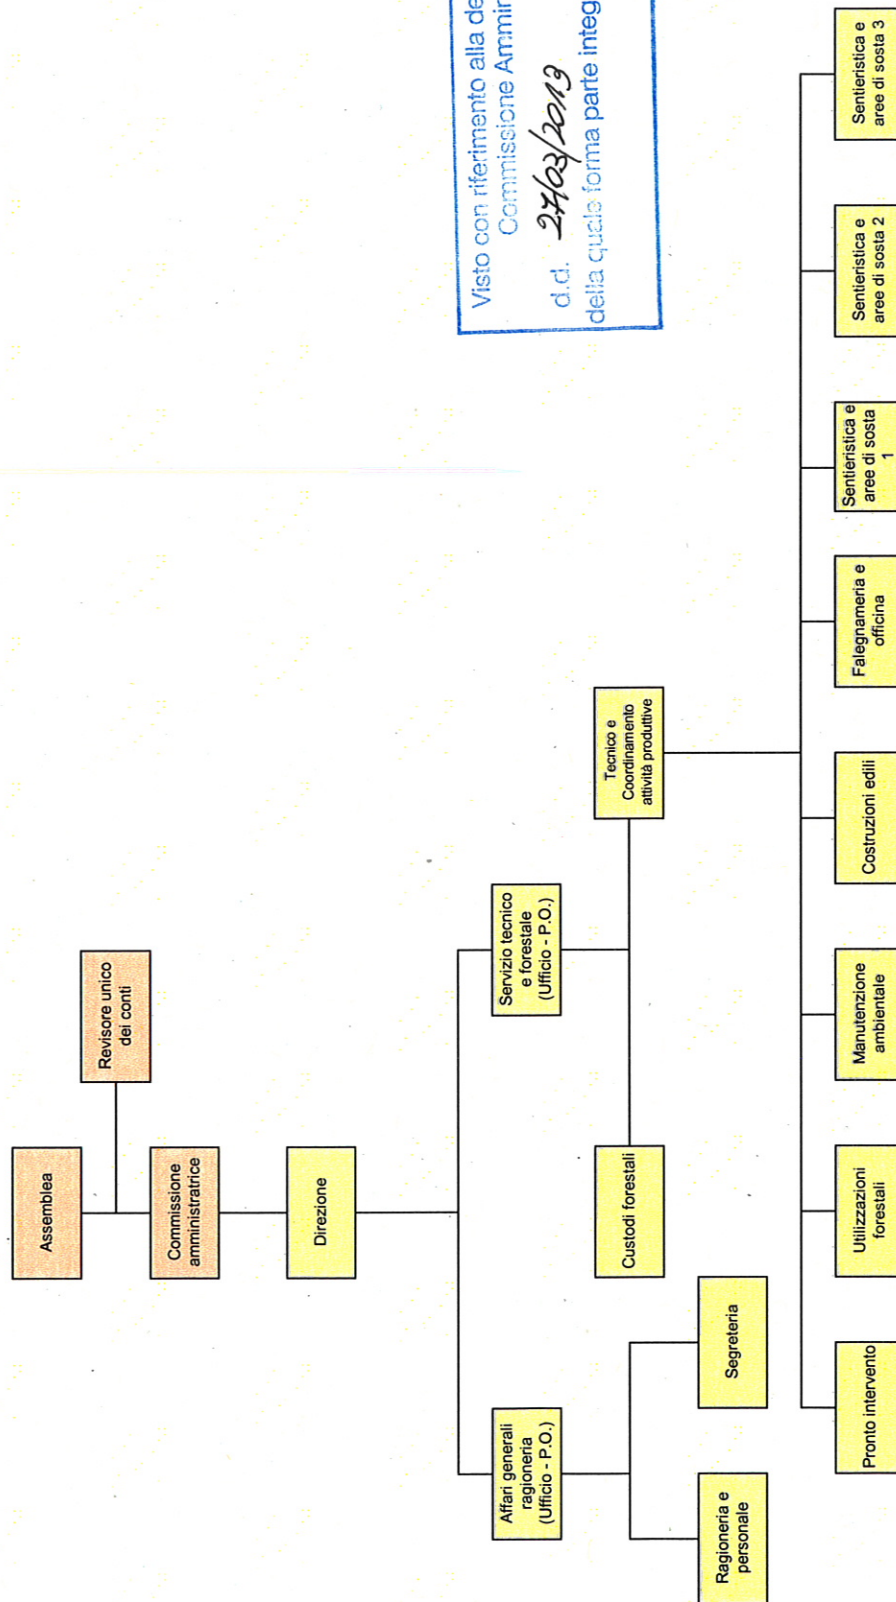 Assemblea
Revisore unico
dei conti
Commissione
amministratrice
Direzione
Affari generali
ragioneria
(Ufficio - P.O.)
Servizio tecnico
e forestale
(Ufficio - P.O.)
Ragioneria e
personale
Segreteria
Custodi forestali
Tecnico e
Coordinamento
attività produttive
Pronto intervento
Utilizzazioni
forestali
Manutenzione
ambientale
Costruzioni edili
Falegnameria e
officina
Sentieristica e
aree di sosta
1
Sentieristica e
aree di sosta 2
Sentieristica e
aree di sosta 3
Visto con riferimento alla de
Commissione Ammin
d.d. 27/03/2013
della quale forma parte integ